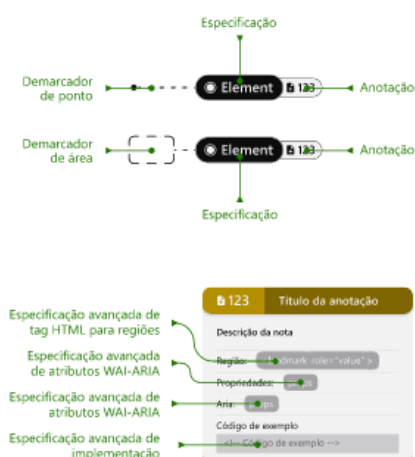 Especificação
Demarcador
de ponto
Element
123
Anotação
Demarcador
de área
Element
123
Anotação
Especificação
123
Título da anotação
Especificação avançada de
tag HTML para regiões
Descrição da nota
Região:
role="value">
Especificação avançada
de atributos WAI-ARIA
Propriedades:
Especificação avançada de
atributos WAI-ARIA
Aria:
Código de exemplo
Especificação avançada de
implementação
<!-- Código de exemplo -->